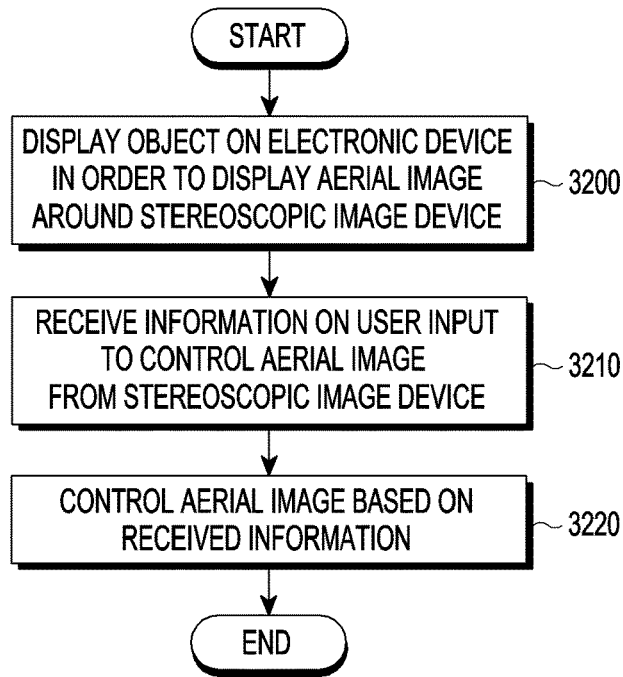 START
DISPLAY OBJECT ON ELECTRONIC DEVICE
IN ORDER TO DISPLAY AERIAL IMAGE
AROUND STEREOSCOPIC IMAGE DEVICE
3200
RECEIVE INFORMATION ON USER INPUT
TO CONTROL AERIAL IMAGE
FROM STEREOSCOPIC IMAGE DEVICE
3210
CONTROL AERIAL IMAGE BASED ON
RECEIVED INFORMATION
3220
END